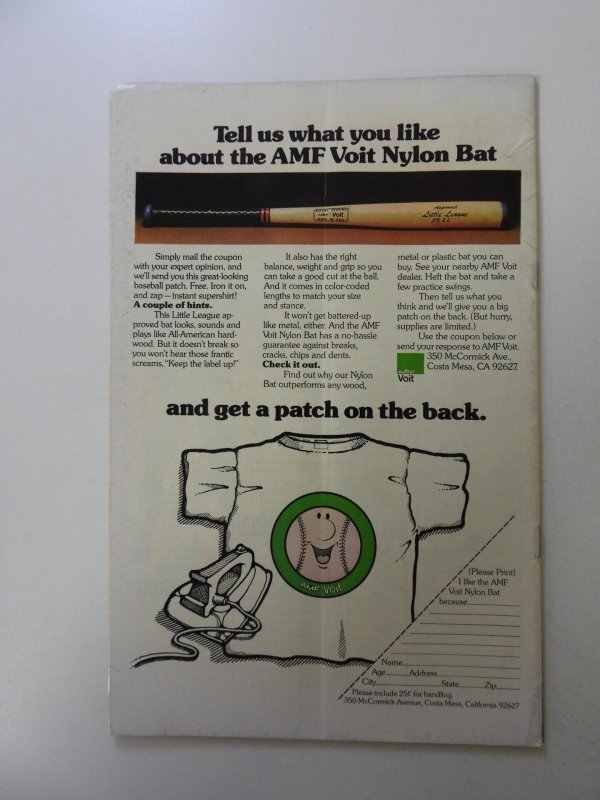 Tell us what you like
about the AMF Voit Nylon Bat
Voit
MADE IN U.S.A.
Approved
Little League
Simply mail the coupon
with your expert opinion, and
we'll send you this great-looking
baseball patch. Free. Iron it on,
and zap – instant supershirt!
A couple of hints.
This Little League ap-
proved bat looks, sounds and
plays like All-American hard-
wood. But it doesn't break so
you won't hear those frantic
screams, "Keep the label up!"
It also has the right
balance, weight and grip so you
can take a good cut at the ball.
And it comes in color-coded
lengths to match your size
and stance.
It won't get battered-up
like metal, either. And the AMF
Voit Nylon Bat has a no-hassle
guarantee against breaks,
cracks, chips and dents.
Check it out.
Find out why our Nylon
Bat outperforms any wood,
metal or plastic bat you can
buy. See your nearby AMF Voit
dealer. Heft the bat and take a
few practice swings.
Then tell us what you
think and we'll give you a big
patch on the back. (But hurry,
supplies are limited.)
Use the coupon below or
send your response to AMF Voit.
350 McCormick Ave.,
Costa Mesa, CA 92627.
AMF
Voit
and get a patch on the back.
AMF Voit
(Please Print)
I like the AMF
Voit Nylon Bat
because
Name
Age Address
City State Zip
Please include 25¢ for handling.
350 McCormick Avenue, Costa Mesa, California 92627